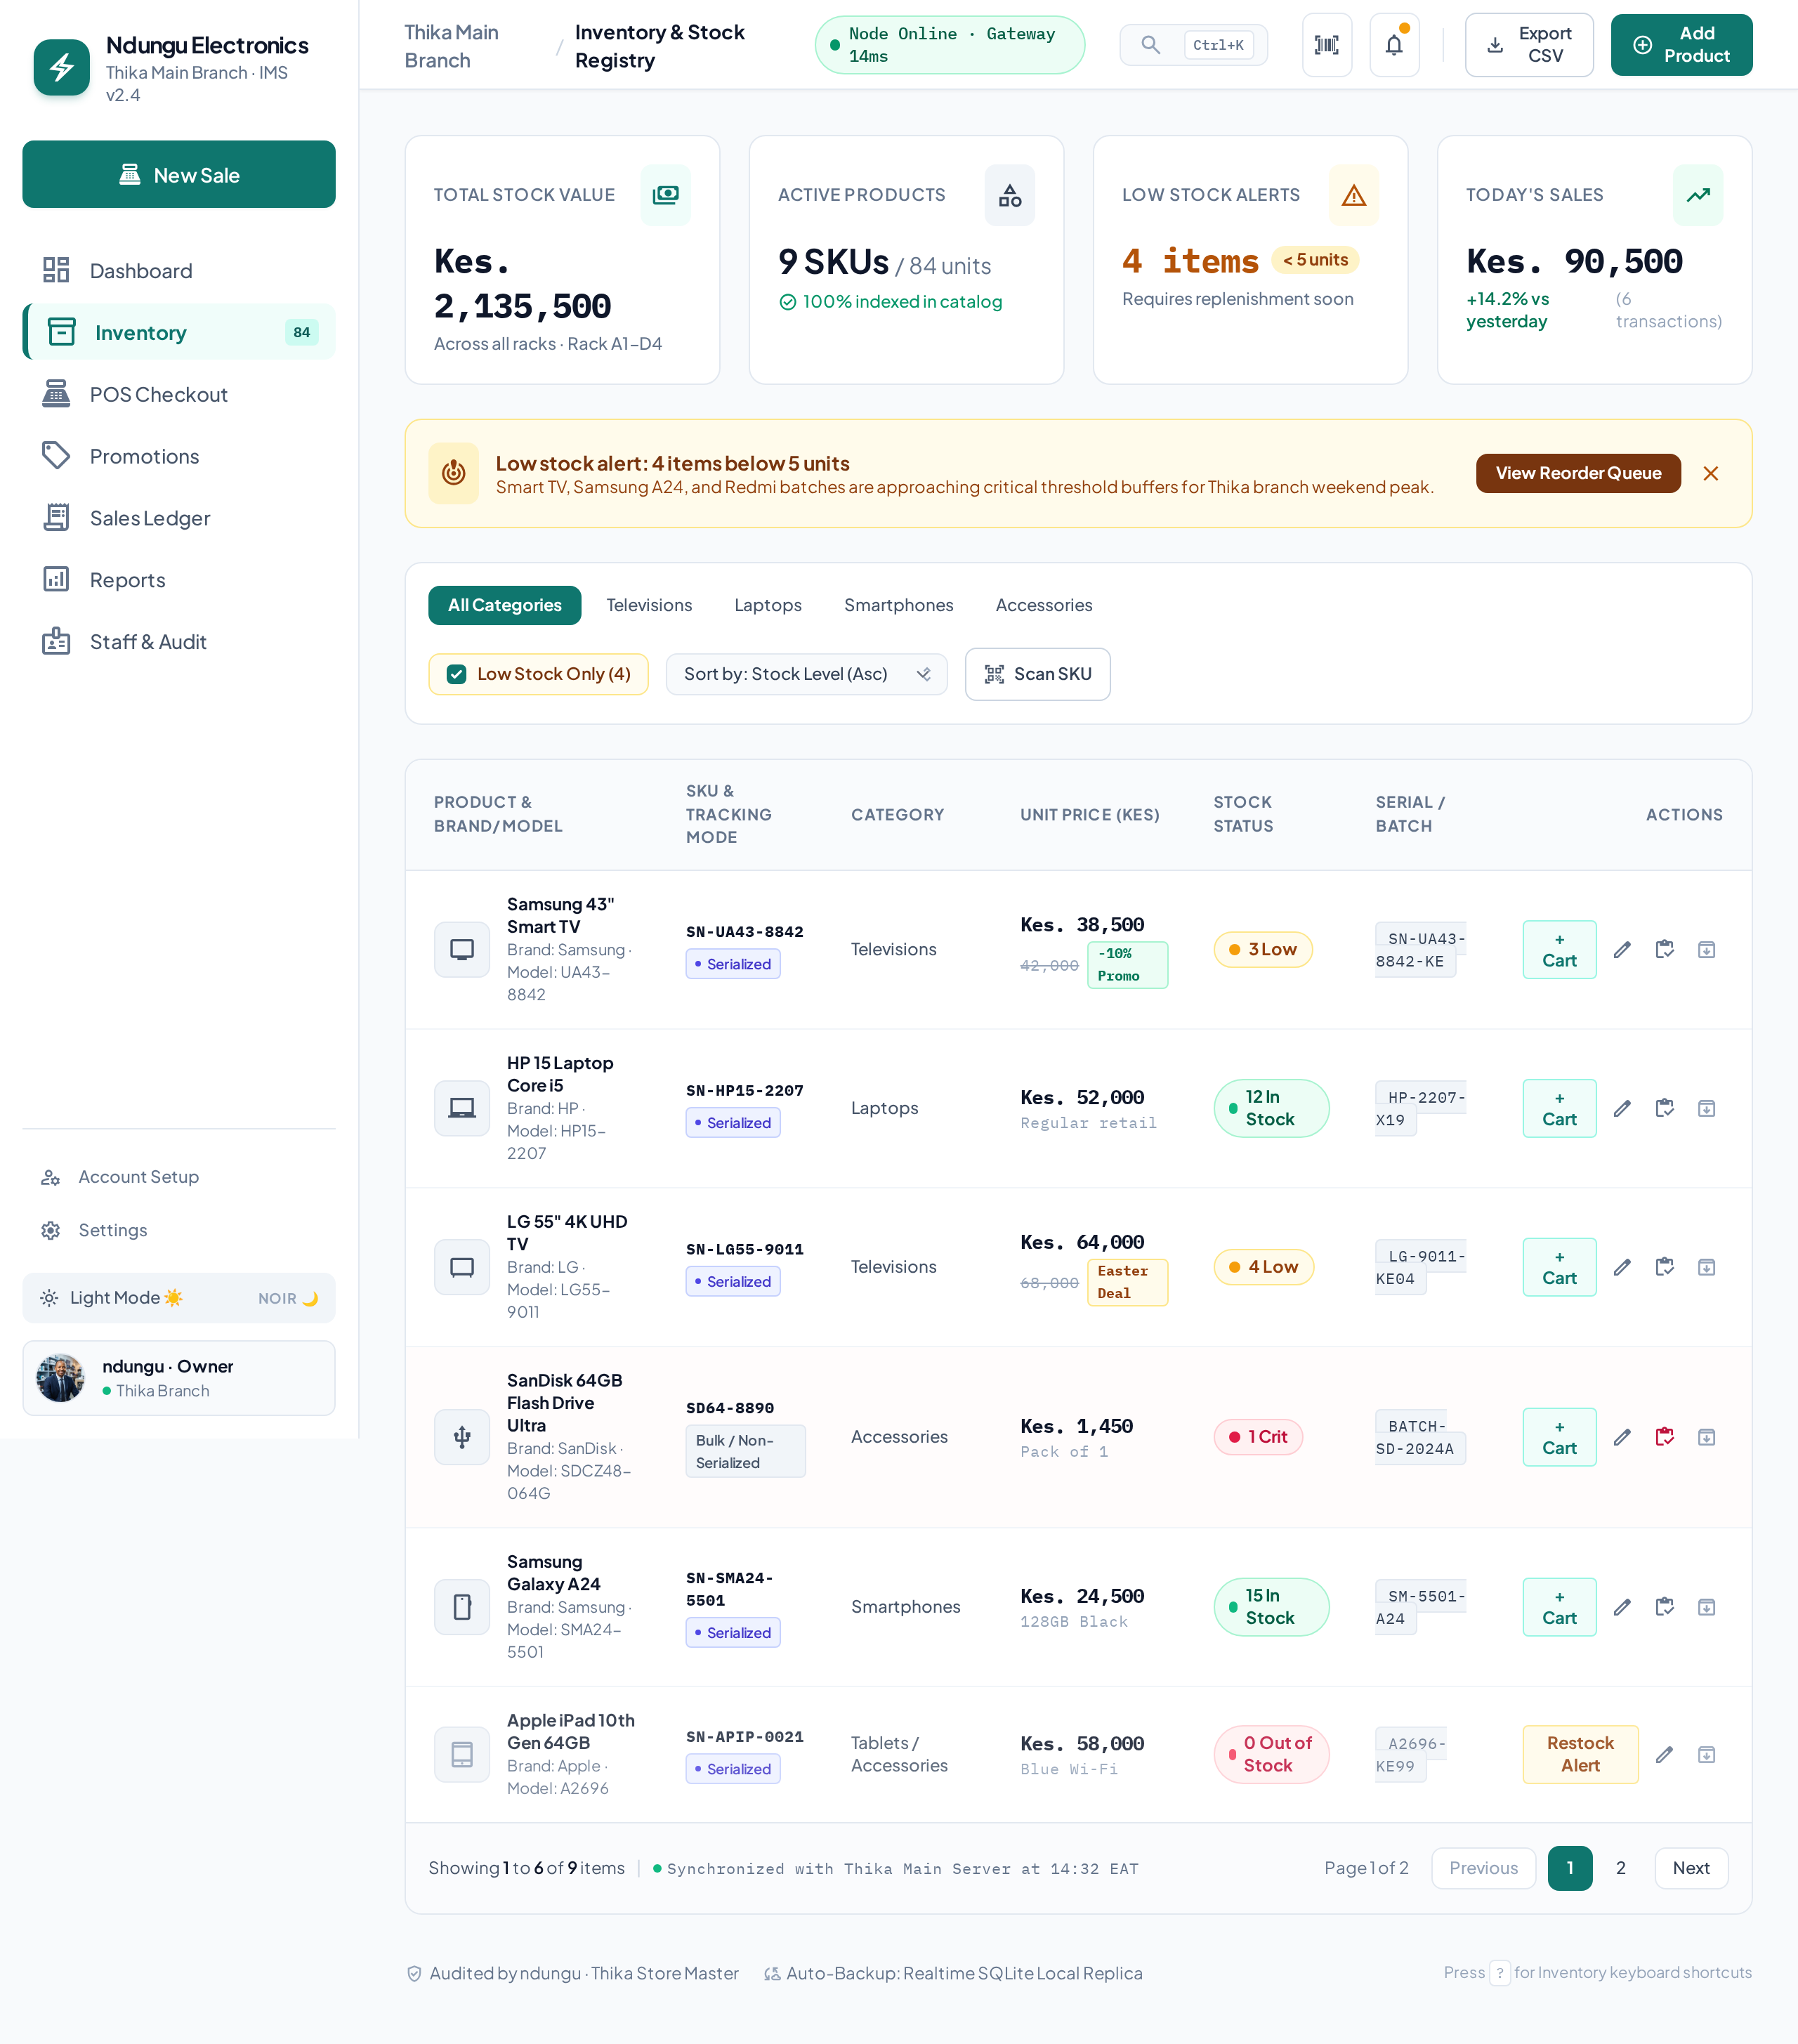 Ndungu Electronics
Thika Main Branch · IMS
v2.4
New Sale
Dashboard
Inventory 84
POS Checkout
Promotions
Sales Ledger
Reports
Staff & Audit
Account Setup
Settings
Light Mode ☀️ NOIR 🌙
ndungu · Owner
Thika Branch
Thika Main
Branch
/
Inventory & Stock
Registry
Node Online · Gateway
14ms
Ctrl+K
Export
CSV
Add
Product
TOTAL STOCK VALUE
Kes.
2,135,500
Across all racks · Rack A1–D4
ACTIVE PRODUCTS
9 SKUs / 84 units
100% indexed in catalog
LOW STOCK ALERTS
4 items < 5 units
Requires replenishment soon
TODAY'S SALES
Kes. 90,500
+14.2% vs
yesterday
(6
transactions)
Low stock alert: 4 items below 5 units
Smart TV, Samsung A24, and Redmi batches are approaching critical threshold buffers for Thika branch weekend peak.
View Reorder Queue
All Categories Televisions Laptops Smartphones Accessories
Low Stock Only (4) Sort by: Stock Level (Asc) Scan SKU
PRODUCT &
BRAND/MODEL
SKU &
TRACKING
MODE
CATEGORY
UNIT PRICE (KES)
STOCK
STATUS
SERIAL /
BATCH
ACTIONS
Samsung 43"
Smart TV
Brand: Samsung ·
Model: UA43-
8842
SN-UA43-8842
Serialized
Televisions
Kes. 38,500
42,000
-10%
Promo
3 Low
SN-UA43-
8842-KE
+
Cart
HP 15 Laptop
Core i5
Brand: HP ·
Model: HP15-
2207
SN-HP15-2207
Serialized
Laptops
Kes. 52,000
Regular retail
12 In
Stock
HP-2207-
X19
+
Cart
LG 55" 4K UHD
TV
Brand: LG ·
Model: LG55-
9011
SN-LG55-9011
Serialized
Televisions
Kes. 64,000
68,000
Easter
Deal
4 Low
LG-9011-
KE04
+
Cart
SanDisk 64GB
Flash Drive
Ultra
Brand: SanDisk ·
Model: SDCZ48-
064G
SD64-8890
Bulk / Non-
Serialized
Accessories
Kes. 1,450
Pack of 1
1 Crit
BATCH-
SD-2024A
+
Cart
Samsung
Galaxy A24
Brand: Samsung ·
Model: SMA24-
5501
SN-SMA24-
5501
Serialized
Smartphones
Kes. 24,500
128GB Black
15 In
Stock
SM-5501-
A24
+
Cart
Apple iPad 10th
Gen 64GB
Brand: Apple ·
Model: A2696
SN-APIP-0021
Serialized
Tablets /
Accessories
Kes. 58,000
Blue Wi-Fi
0 Out of
Stock
A2696-
KE99
Restock
Alert
Showing 1 to 6 of 9 items | Synchronized with Thika Main Server at 14:32 EAT
Page 1 of 2 Previous 1 2 Next
Audited by ndungu · Thika Store Master Auto-Backup: Realtime SQLite Local Replica
Press ? for Inventory keyboard shortcuts